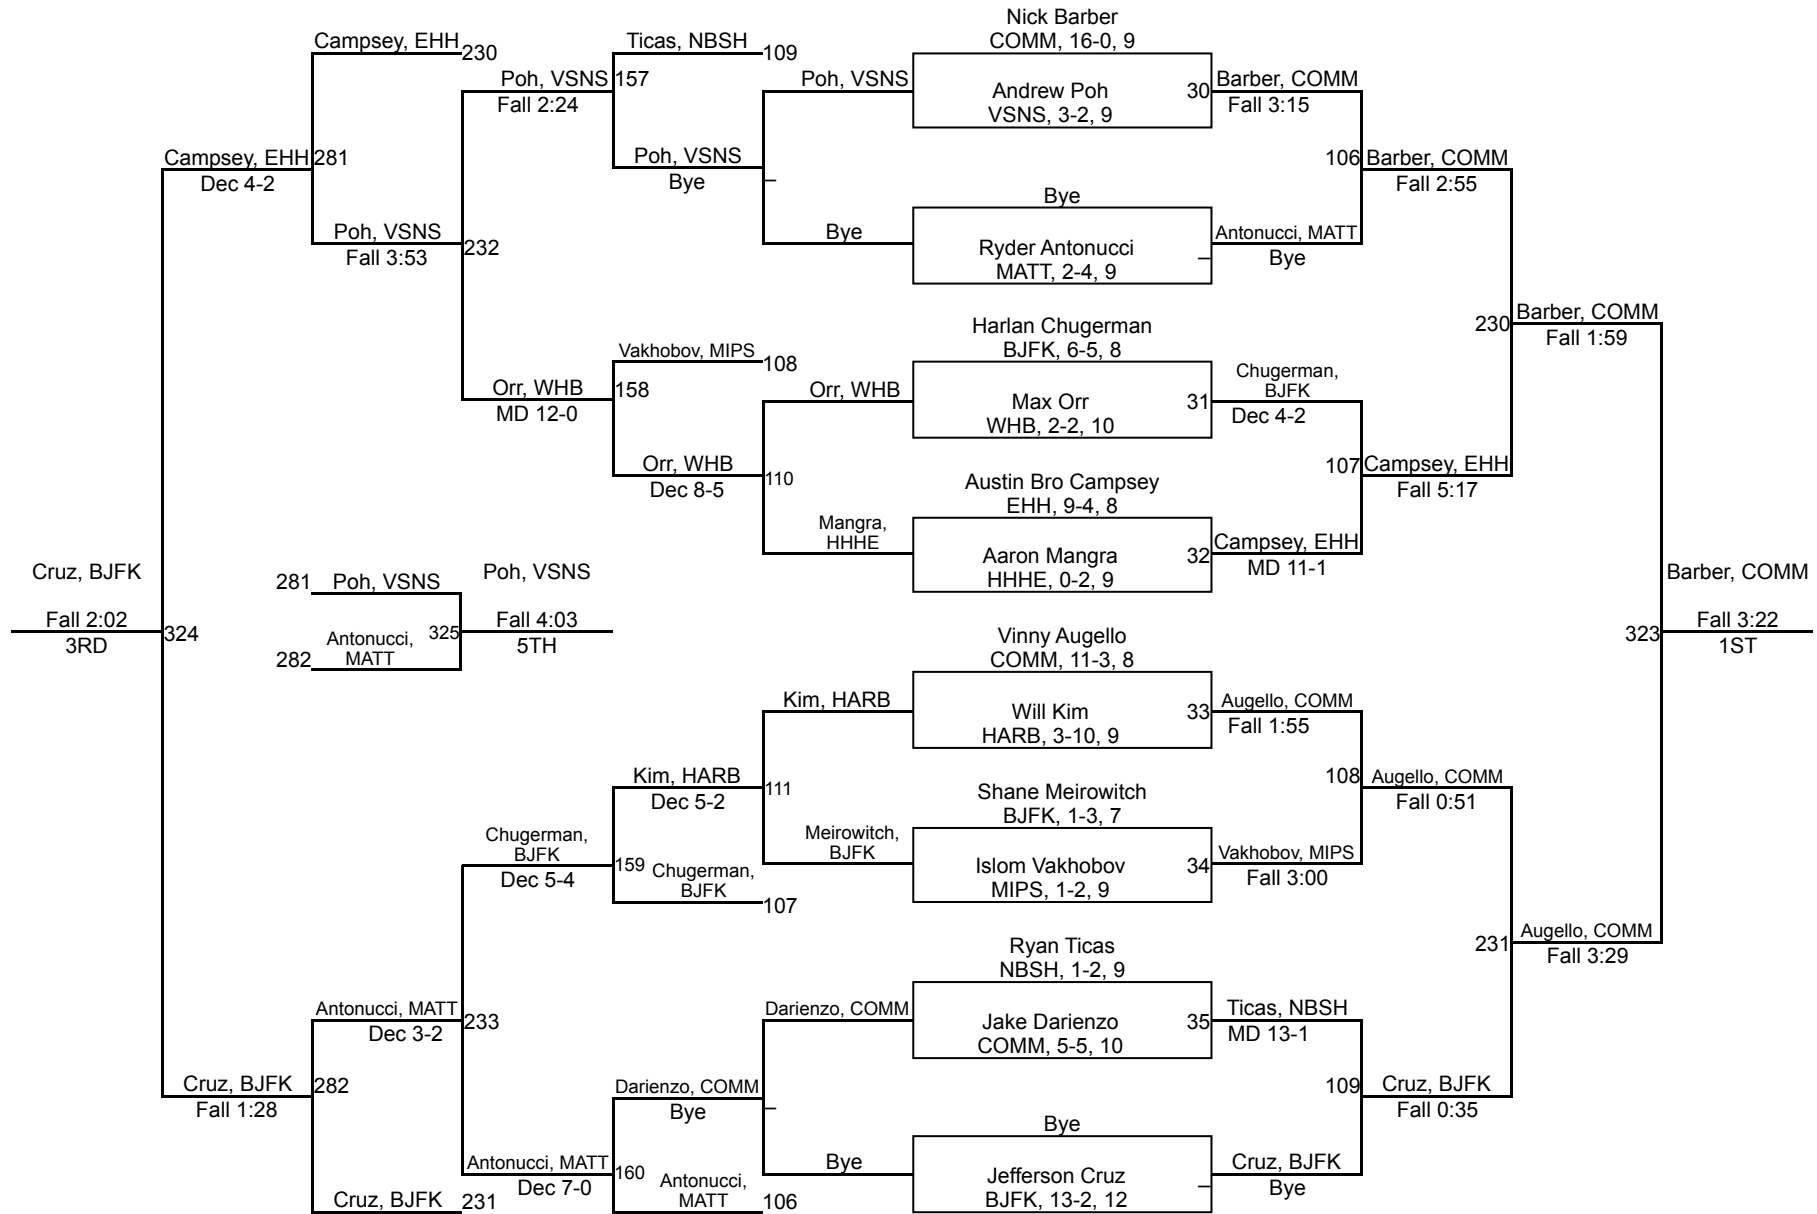 Nick Barber
COMM, 16-0, 9
Campsey, EHH
230
Ticas, NBSH
109
Poh, VSNS
157
Fall 2:24
Poh, VSNS
Andrew Poh
VSNS, 3-2, 9
30
Barber, COMM
Fall 3:15
Campsey, EHH
281
Dec 4-2
Poh, VSNS
Bye
106
Barber, COMM
Fall 2:55
Bye
Poh, VSNS
Fall 3:53
232
Bye
Ryder Antonucci
MATT, 2-4, 9
Antonucci, MATT
Bye
Harlan Chugerman
BJFK, 6-5, 8
230
Barber, COMM
Fall 1:59
Vakhobov, MIPS
108
Orr, WHB
158
MD 12-0
Orr, WHB
Max Orr
WHB, 2-2, 10
31
Chugerman,
BJFK
Dec 4-2
Orr, WHB
Dec 8-5
110
107
Campsey, EHH
Fall 5:17
Austin Bro Campsey
EHH, 9-4, 8
Mangra,
HHHE
Aaron Mangra
HHHE, 0-2, 9
32
Campsey, EHH
MD 11-1
Cruz, BJFK
Fall 2:02
3RD
324
281
Poh, VSNS
Antonucci,
MATT
282
325
Poh, VSNS
Fall 4:03
5TH
Barber, COMM
323
Fall 3:22
1ST
Vinny Augello
COMM, 11-3, 8
Kim, HARB
Will Kim
HARB, 3-10, 9
33
Augello, COMM
Fall 1:55
Kim, HARB
Dec 5-2
111
108
Augello, COMM
Fall 0:51
Shane Meirowitch
BJFK, 1-3, 7
Chugerman,
BJFK
Dec 5-4
159
Chugerman,
BJFK
107
Meirowitch,
BJFK
Islom Vakhobov
MIPS, 1-2, 9
34
Vakhobov, MIPS
Fall 3:00
Ryan Ticas
NBSH, 1-2, 9
231
Augello, COMM
Fall 3:29
Antonucci, MATT
Dec 3-2
233
Darienzo, COMM
Jake Darienzo
COMM, 5-5, 10
35
Ticas, NBSH
MD 13-1
Cruz, BJFK
282
Fall 1:28
Darienzo, COMM
Bye
109
Cruz, BJFK
Fall 0:35
Bye
Antonucci, MATT
Dec 7-0
160
Antonucci,
MATT
106
Bye
Jefferson Cruz
BJFK, 13-2, 12
Cruz, BJFK
Bye
Cruz, BJFK
231